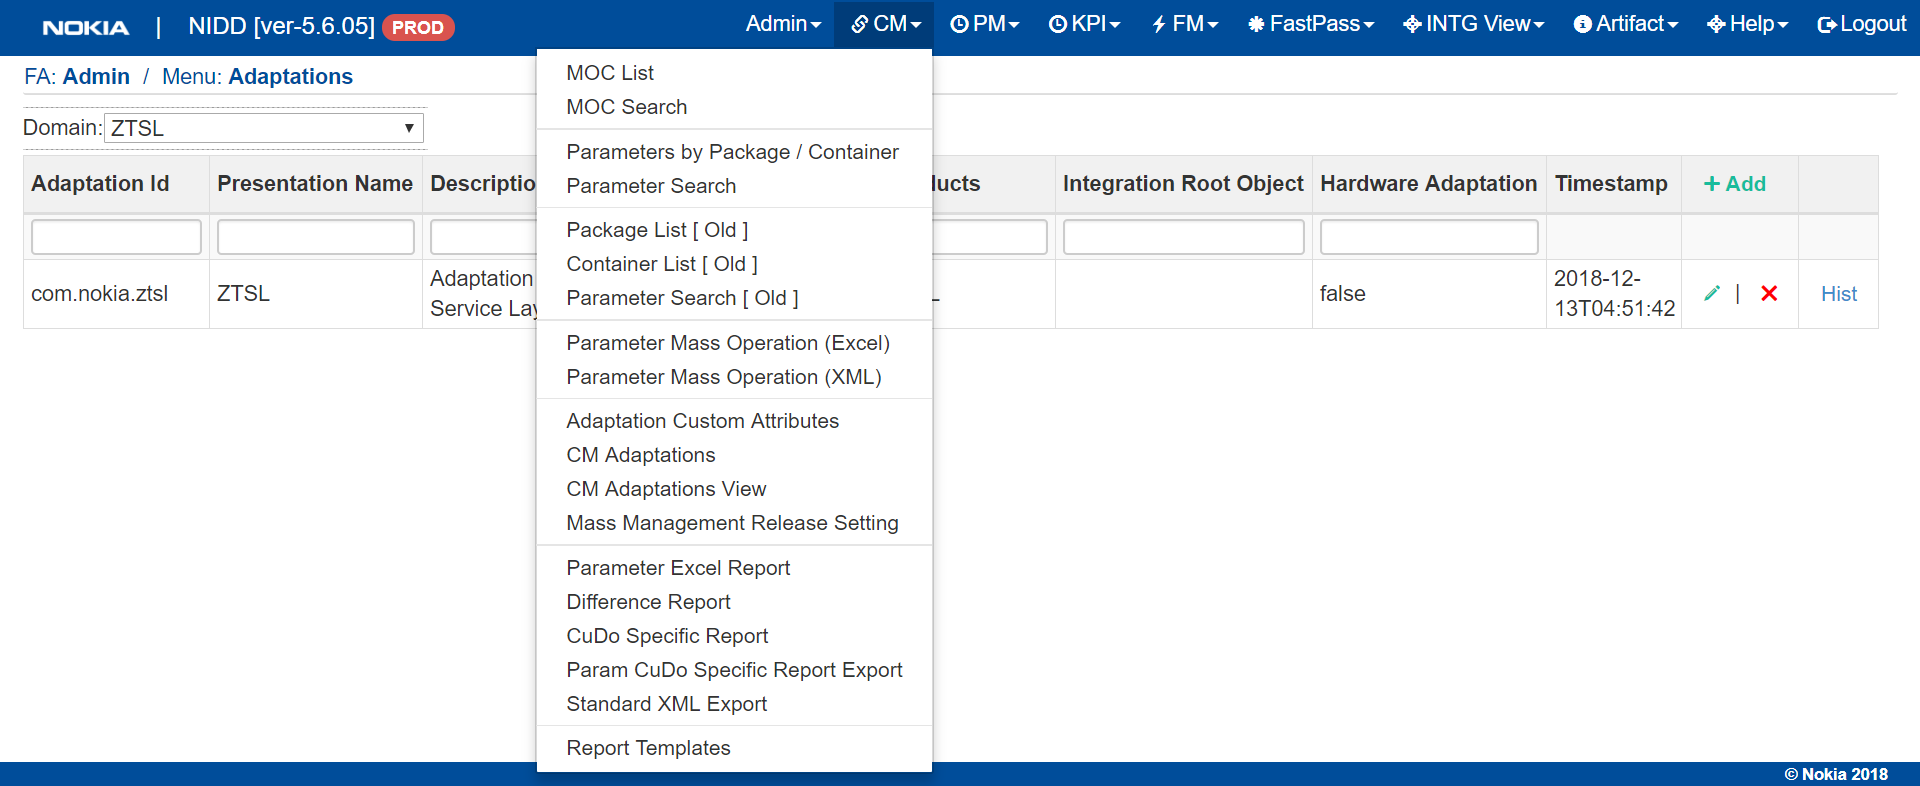 NOKIA | NIDD [ver-5.6.05] PROD
Admin CM PM KPI FM FastPass INTG View Artifact Help Logout
FA: Admin / Menu: Adaptations
Domain: ZTSL
Adaptation Id Presentation Name Descriptio lucts Integration Root Object Hardware Adaptation Timestamp + Add
com.nokia.ztsl ZTSL Adaptation false 2018-12- | Hist
Service Lay 13T04:51:42
MOC List
MOC Search
Parameters by Package / Container
Parameter Search
Package List [ Old ]
Container List [ Old ]
Parameter Search [ Old ]
Parameter Mass Operation (Excel)
Parameter Mass Operation (XML)
Adaptation Custom Attributes
CM Adaptations
CM Adaptations View
Mass Management Release Setting
Parameter Excel Report
Difference Report
CuDo Specific Report
Param CuDo Specific Report Export
Standard XML Export
Report Templates
© Nokia 2018